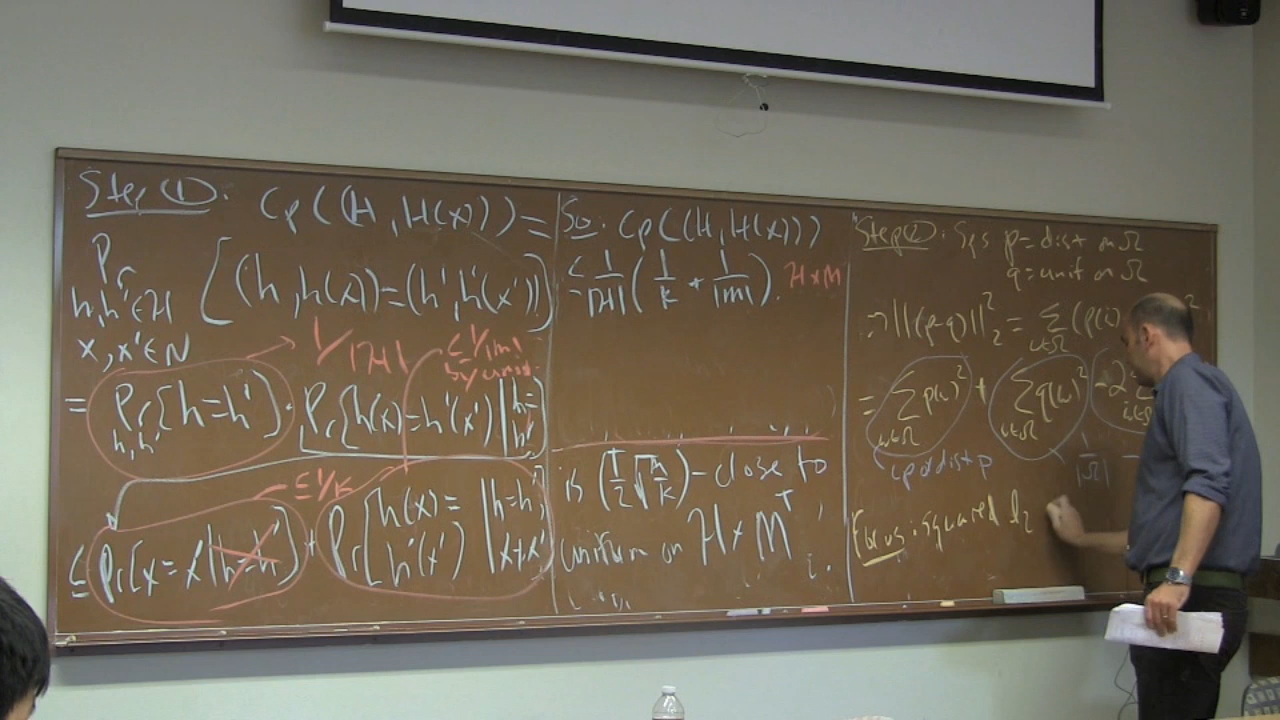 Step ①: Cp((H, H(x))) =
Pr
h,h'∈H
x,x'∈N
[(h,h(x))=(h',h'(x'))]
1/|H|
≤ 1/|M|
by univ.
= Pr[h=h'] · Pr[h(x)=h'(x') | h=h']
h,h'
≤ 1/k
≤ Pr[x=x' | h=h'] + Pr[h(x)=h'(x') | h=h', x≠x']
So: Cp((H,H(x)))
≤ 1/|H| (1/k + 1/|M|). H×M
is (1/2 √ )-close to
uniform on H×M
Step ②: Sps p = dist on Ω
q = unif on Ω
∴ ||(p-q)||₂² = Σ (p(
ω∈Ω
= Σ p(ω)² + Σ q(ω)² - 2 Σ
ω∈Ω ω∈Ω ω∈Ω
cp of dist p
1/|Ω|
Focus: squared l₂